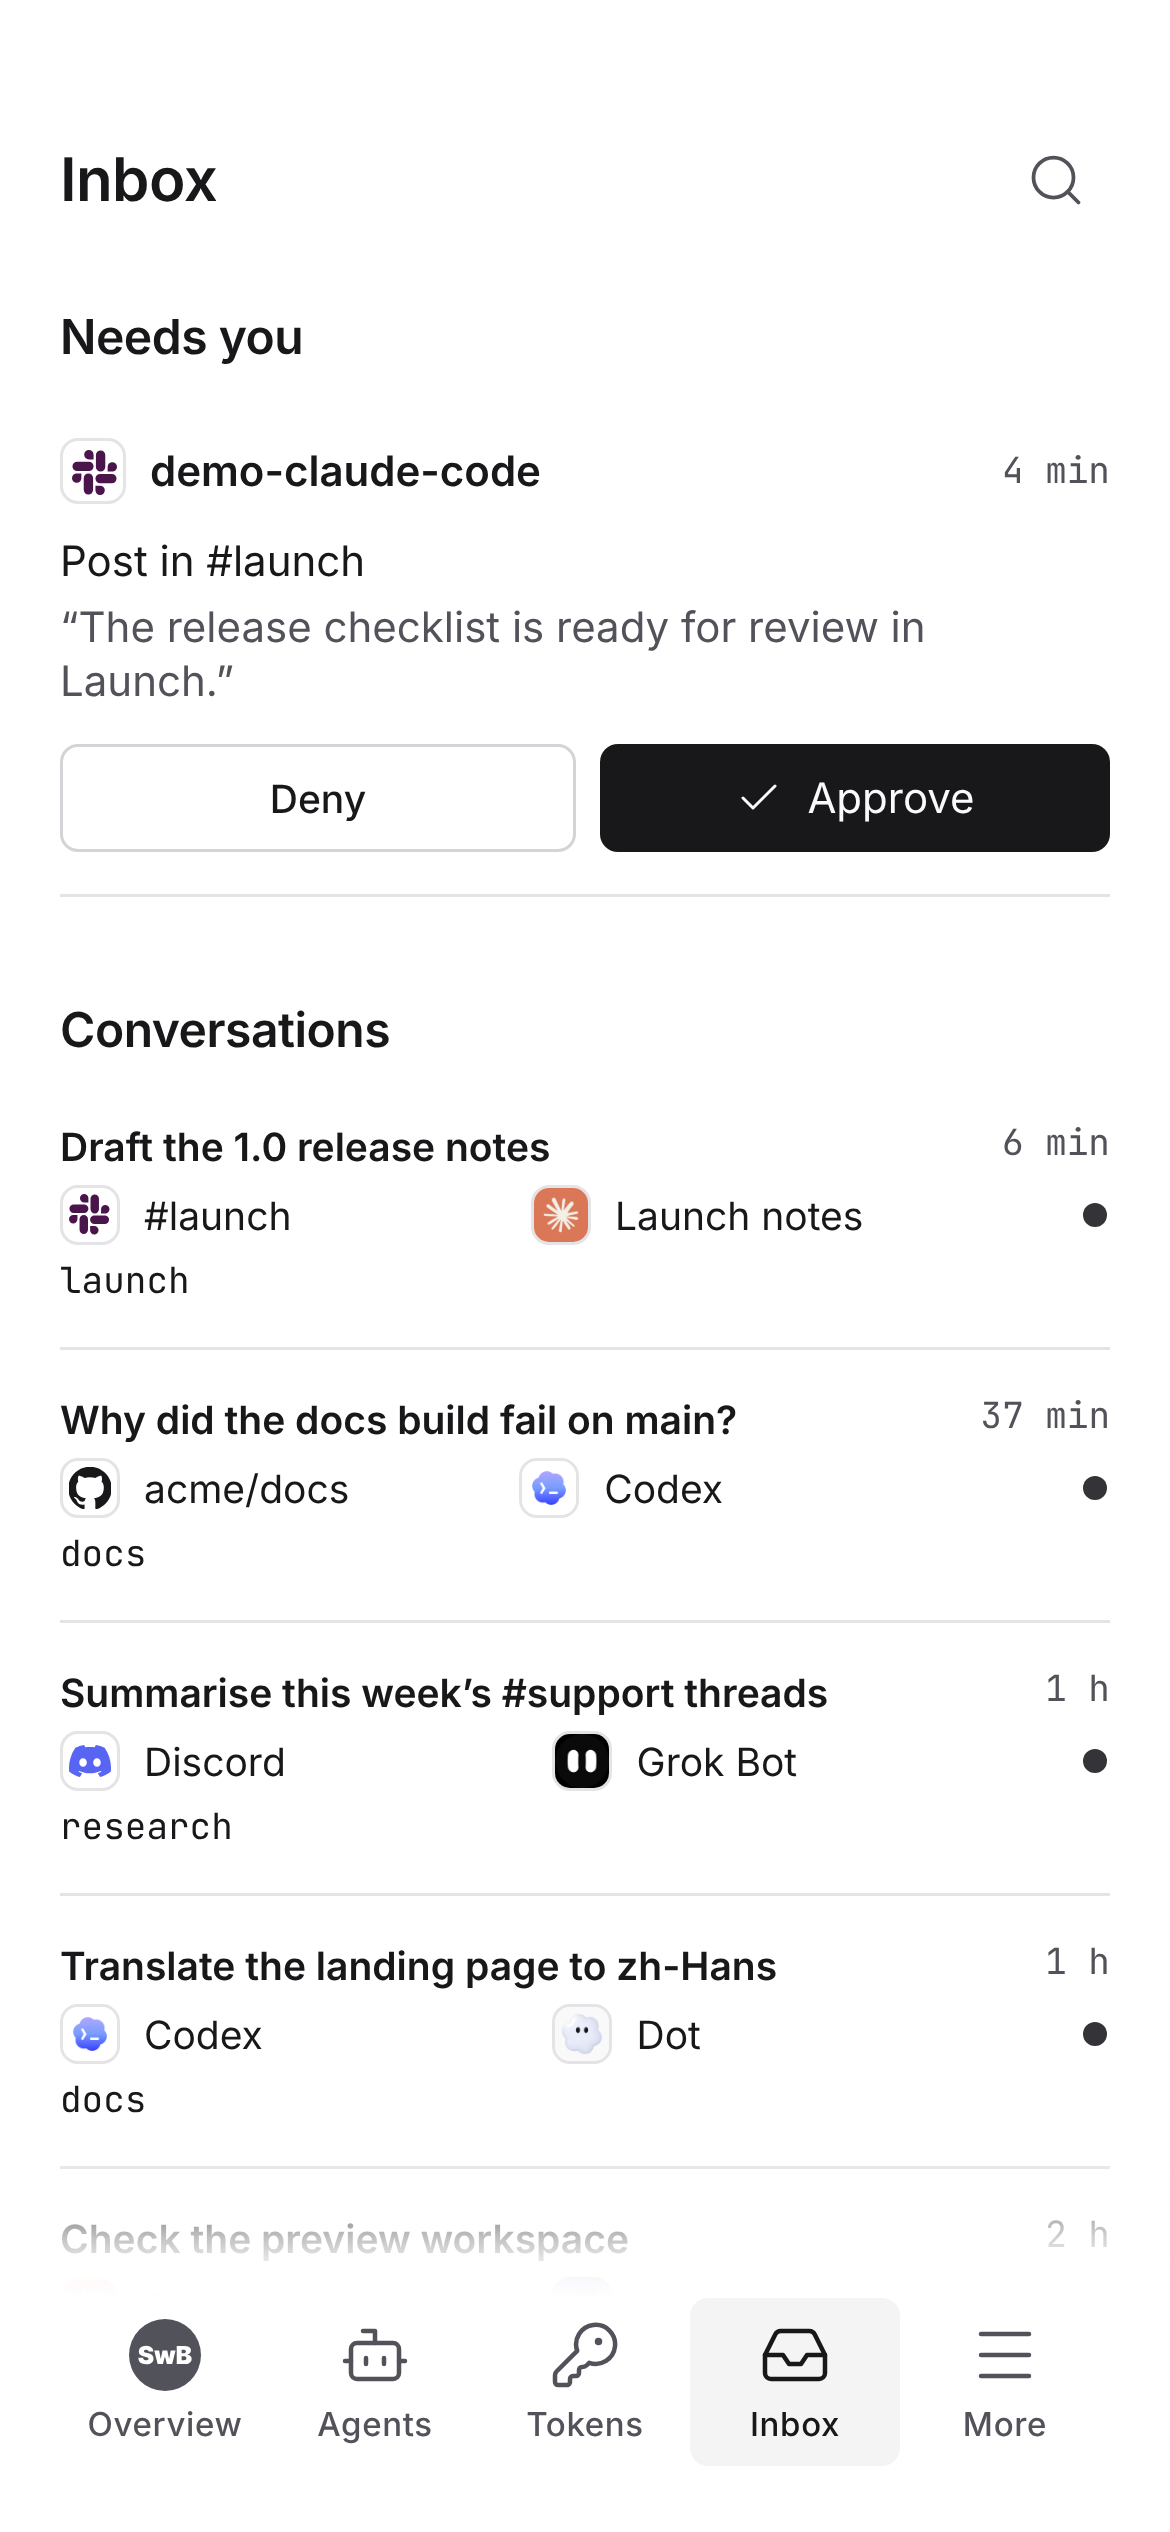 Inbox
Needs you
demo-claude-code
4 min
Post in #launch
“The release checklist is ready for review in
Launch.”
Deny
Approve
Conversations
Draft the 1.0 release notes
6 min
#launch
Launch notes
launch
Why did the docs build fail on main?
37 min
acme/docs
Codex
docs
Summarise this week’s #support threads
1 h
Discord
Grok Bot
research
Translate the landing page to zh-Hans
1 h
Codex
Dot
docs
Check the preview workspace
2 h
SwB
Overview
Agents
Tokens
Inbox
More